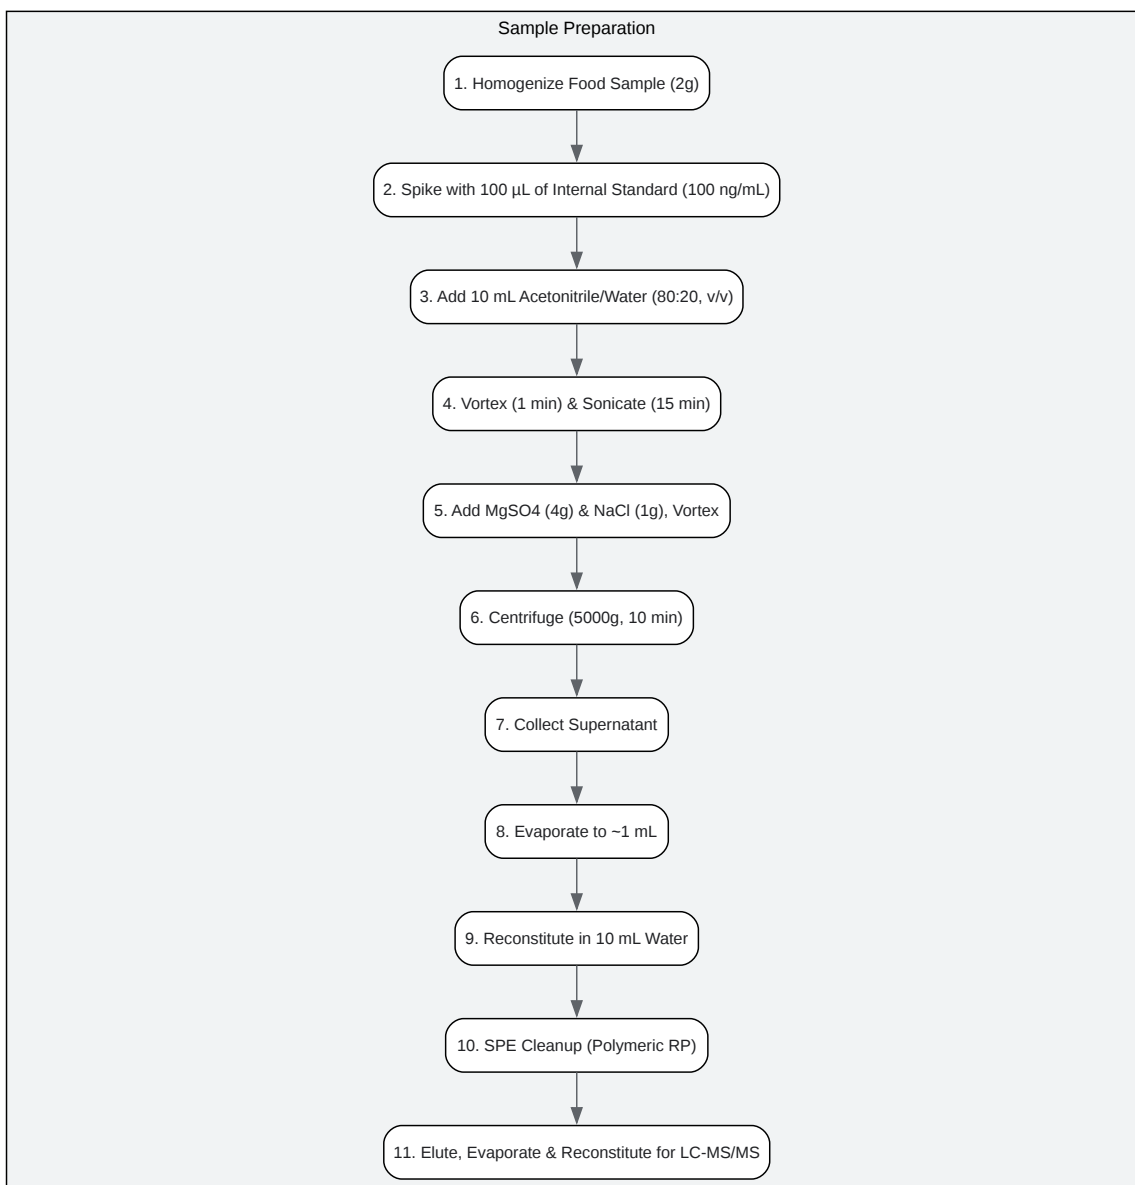 Sample Preparation
1. Homogenize Food Sample (2g)
2. Spike with 100 µL of Internal Standard (100 ng/mL)
3. Add 10 mL Acetonitrile/Water (80:20, v/v)
4. Vortex (1 min) & Sonicate (15 min)
5. Add MgSO4 (4g) & NaCl (1g), Vortex
6. Centrifuge (5000g, 10 min)
7. Collect Supernatant
8. Evaporate to ~1 mL
9. Reconstitute in 10 mL Water
10. SPE Cleanup (Polymeric RP)
11. Elute, Evaporate & Reconstitute for LC-MS/MS